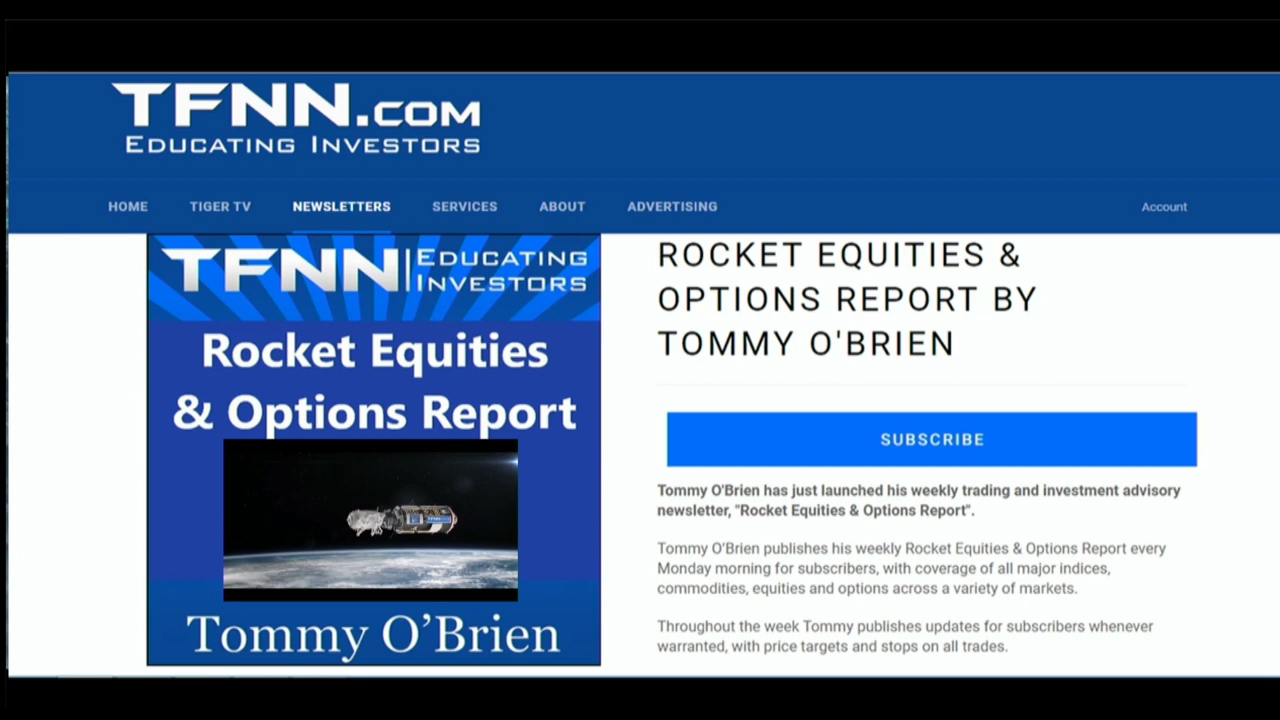 TFNN.COM
EDUCATING INVESTORS
HOME TIGER TV NEWSLETTERS SERVICES ABOUT ADVERTISING Account
TFNN EDUCATING
INVESTORS
Rocket Equities
& Options Report
Tommy O’Brien
ROCKET EQUITIES &
OPTIONS REPORT BY
TOMMY O'BRIEN
SUBSCRIBE
Tommy O'Brien has just launched his weekly trading and investment advisory
newsletter, "Rocket Equities & Options Report".
Tommy O’Brien publishes his weekly Rocket Equities & Options Report every
Monday morning for subscribers, with coverage of all major indices,
commodities, equities and options across a variety of markets.
Throughout the week Tommy publishes updates for subscribers whenever
warranted, with price targets and stops on all trades.